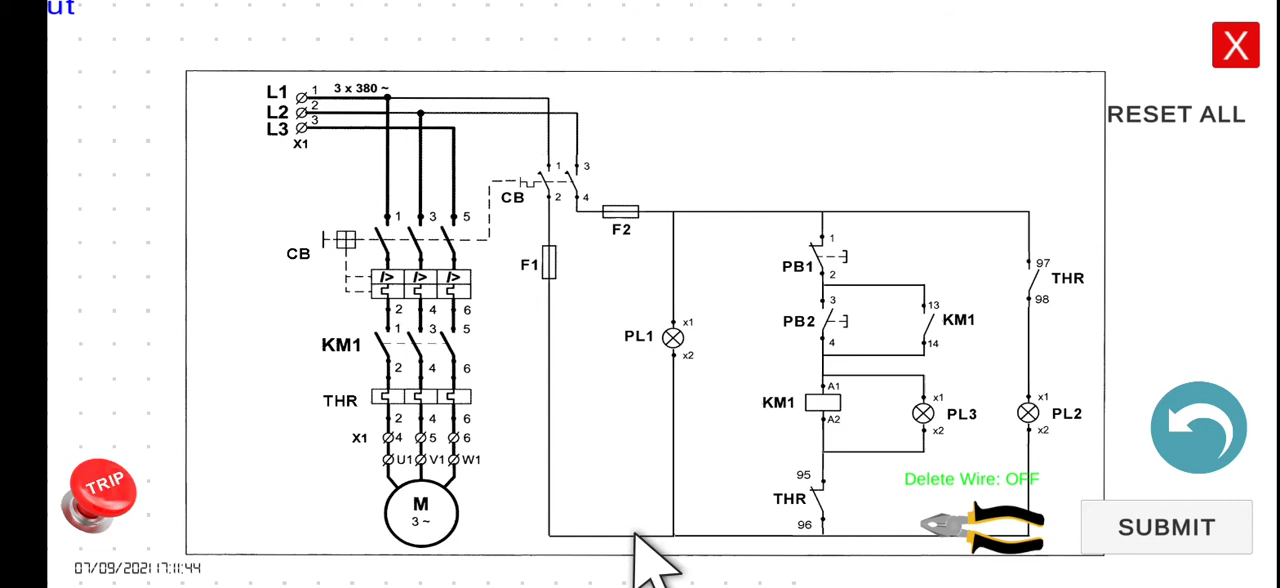 ut
X
RESET ALL
L1 1 3 x 380 ~
L2 2
L3 3
X1
1 3
CB
2 4
F2
1 3 5
CB
I> I> I>
F1
2 4 6
1
PB1
2
97
THR
98
3
PB2
4
13
KM1
14
1 3 5
KM1
2 4 6
x1
PL1
x2
THR
2 4 6
A1
KM1
A2
x1
PL3
x2
x1
PL2
x2
X1 4 5 6
U1 V1 W1
M
3 ~
95
THR
96
TRIP
Delete Wire: OFF
SUBMIT
07/09/2021 17:11:44